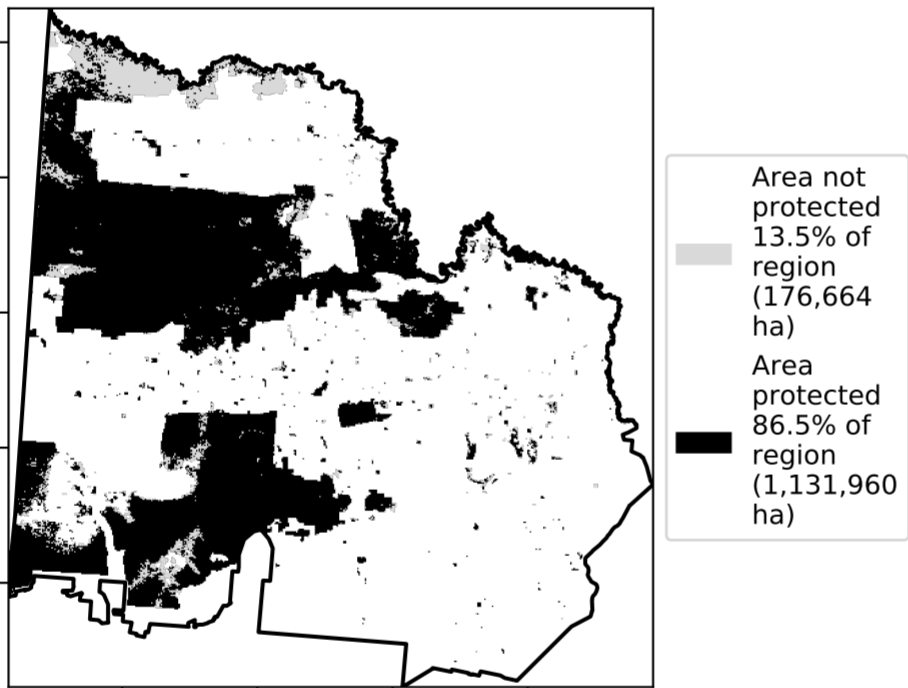 Area not
protected
13.5% of
region
(176,664
ha)
Area
protected
86.5% of
region
(1,131,960
ha)